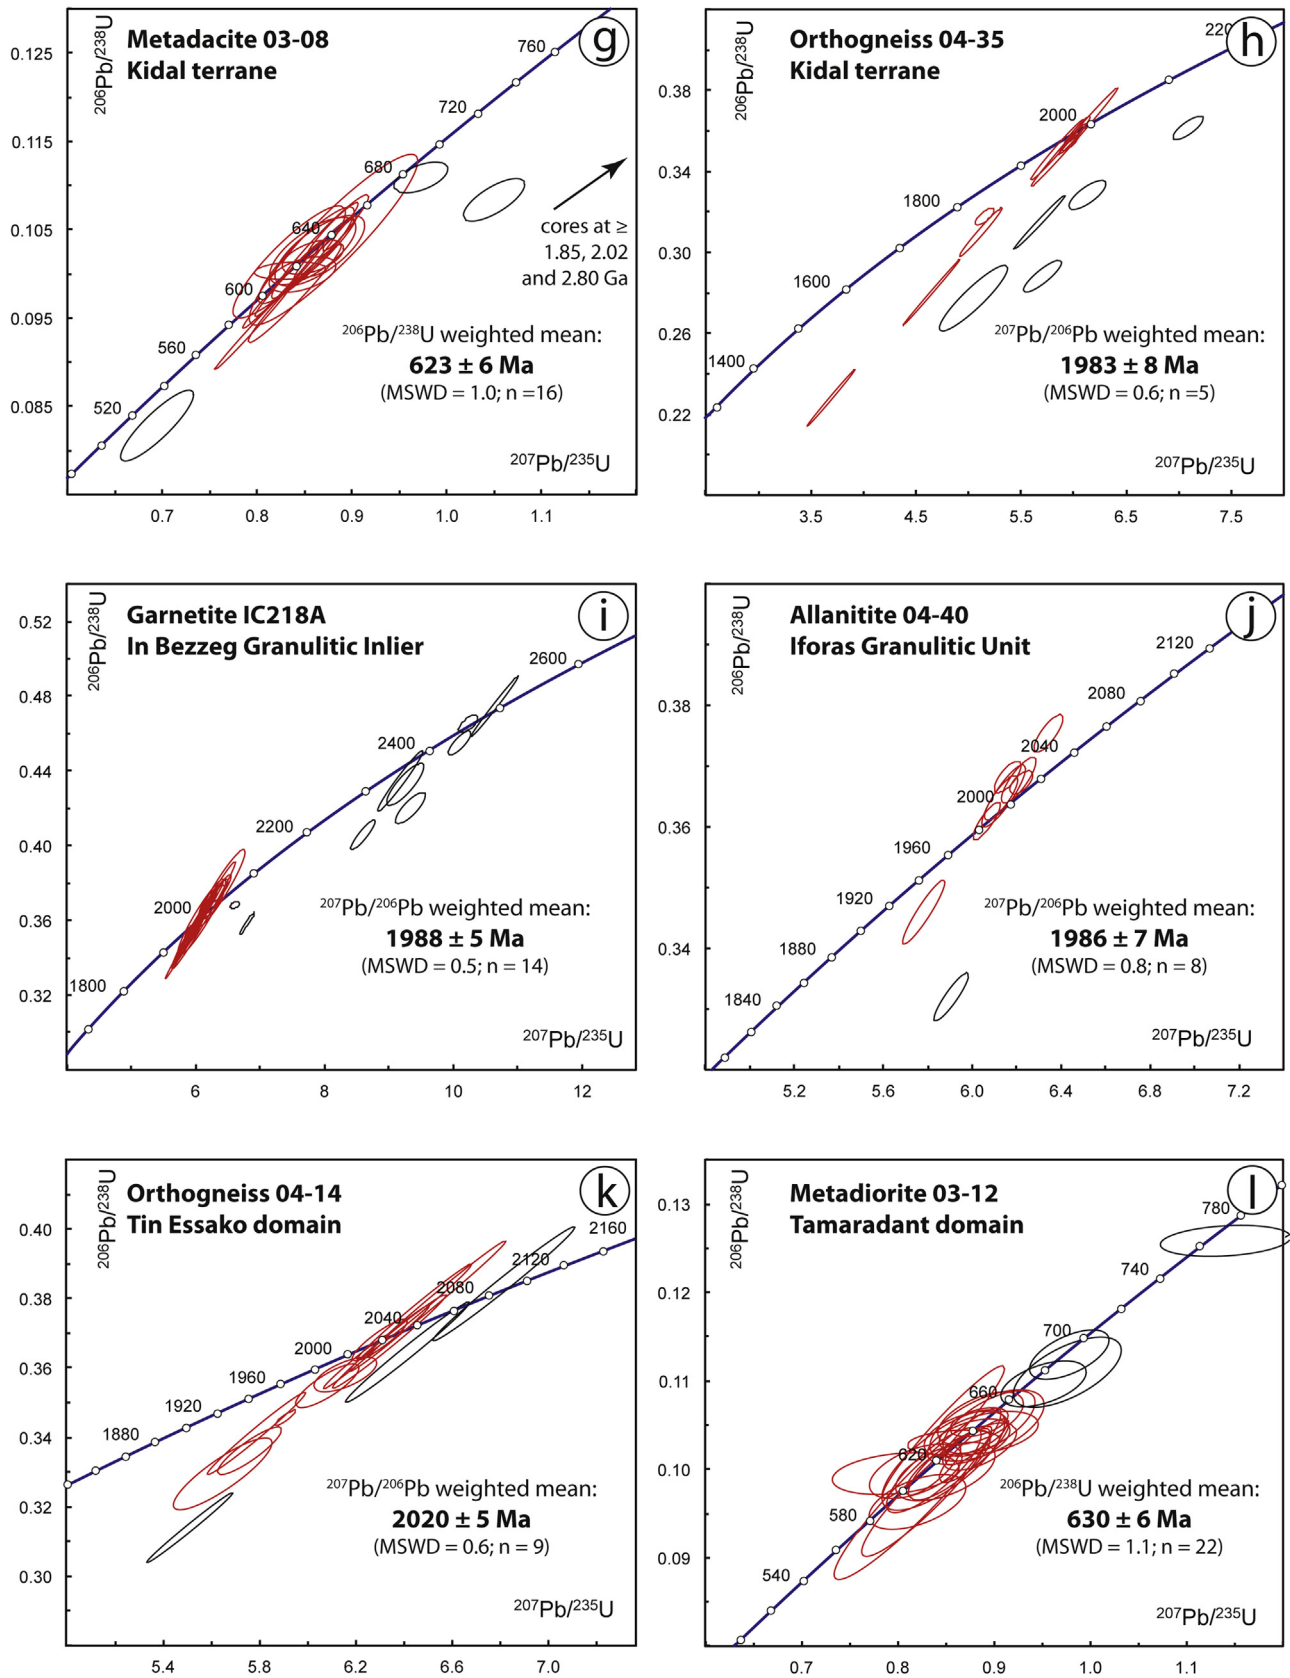 g
Metadacite 03-08
Kidal terrane
206Pb/238U
0.125
0.115
0.105
0.095
0.085
760
720
680
640
600
560
520
cores at ≥
1.85, 2.02
and 2.80 Ga
206Pb/238U weighted mean:
623 ± 6 Ma
(MSWD = 1.0; n =16)
207Pb/235U
0.7 0.8 0.9 1.0 1.1
h
Orthogneiss 04-35
Kidal terrane
206Pb/238U
0.38
0.34
0.30
0.26
0.22
220
2000
1800
1600
1400
207Pb/206Pb weighted mean:
1983 ± 8 Ma
(MSWD = 0.6; n =5)
207Pb/235U
3.5 4.5 5.5 6.5 7.5
i
Garnetite IC218A
In Bezzeg Granulitic Inlier
206Pb/238U
0.52
0.48
0.44
0.40
0.36
0.32
2600
2400
2200
2000
1800
207Pb/206Pb weighted mean:
1988 ± 5 Ma
(MSWD = 0.5; n = 14)
207Pb/235U
6 8 10 12
j
Allanitite 04-40
Iforas Granulitic Unit
206Pb/238U
0.38
0.36
0.34
2120
2080
2040
2000
1960
1920
1880
1840
207Pb/206Pb weighted mean:
1986 ± 7 Ma
(MSWD = 0.8; n = 8)
207Pb/235U
5.2 5.6 6.0 6.4 6.8 7.2
k
Orthogneiss 04-14
Tin Essako domain
206Pb/238U
0.40
0.38
0.36
0.34
0.32
0.30
2160
2120
2080
2040
2000
1960
1920
1880
207Pb/206Pb weighted mean:
2020 ± 5 Ma
(MSWD = 0.6; n = 9)
207Pb/235U
5.4 5.8 6.2 6.6 7.0
l
Metadiorite 03-12
Tamaradant domain
206Pb/238U
0.13
0.12
0.11
0.10
0.09
780
740
700
660
620
580
540
206Pb/238U weighted mean:
630 ± 6 Ma
(MSWD = 1.1; n = 22)
207Pb/235U
0.7 0.8 0.9 1.0 1.1